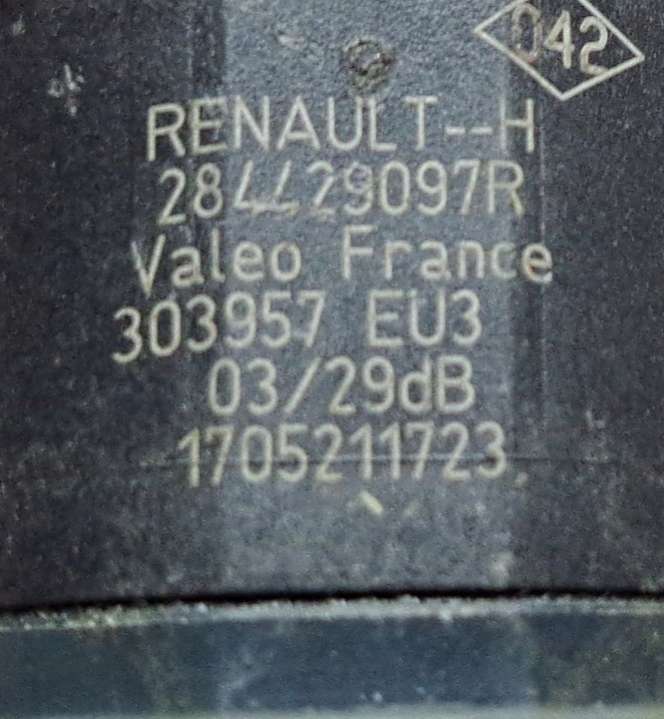 042
RENAULT--H
284429097R
Valeo France
303957 EU3
03/29dB
1705211723